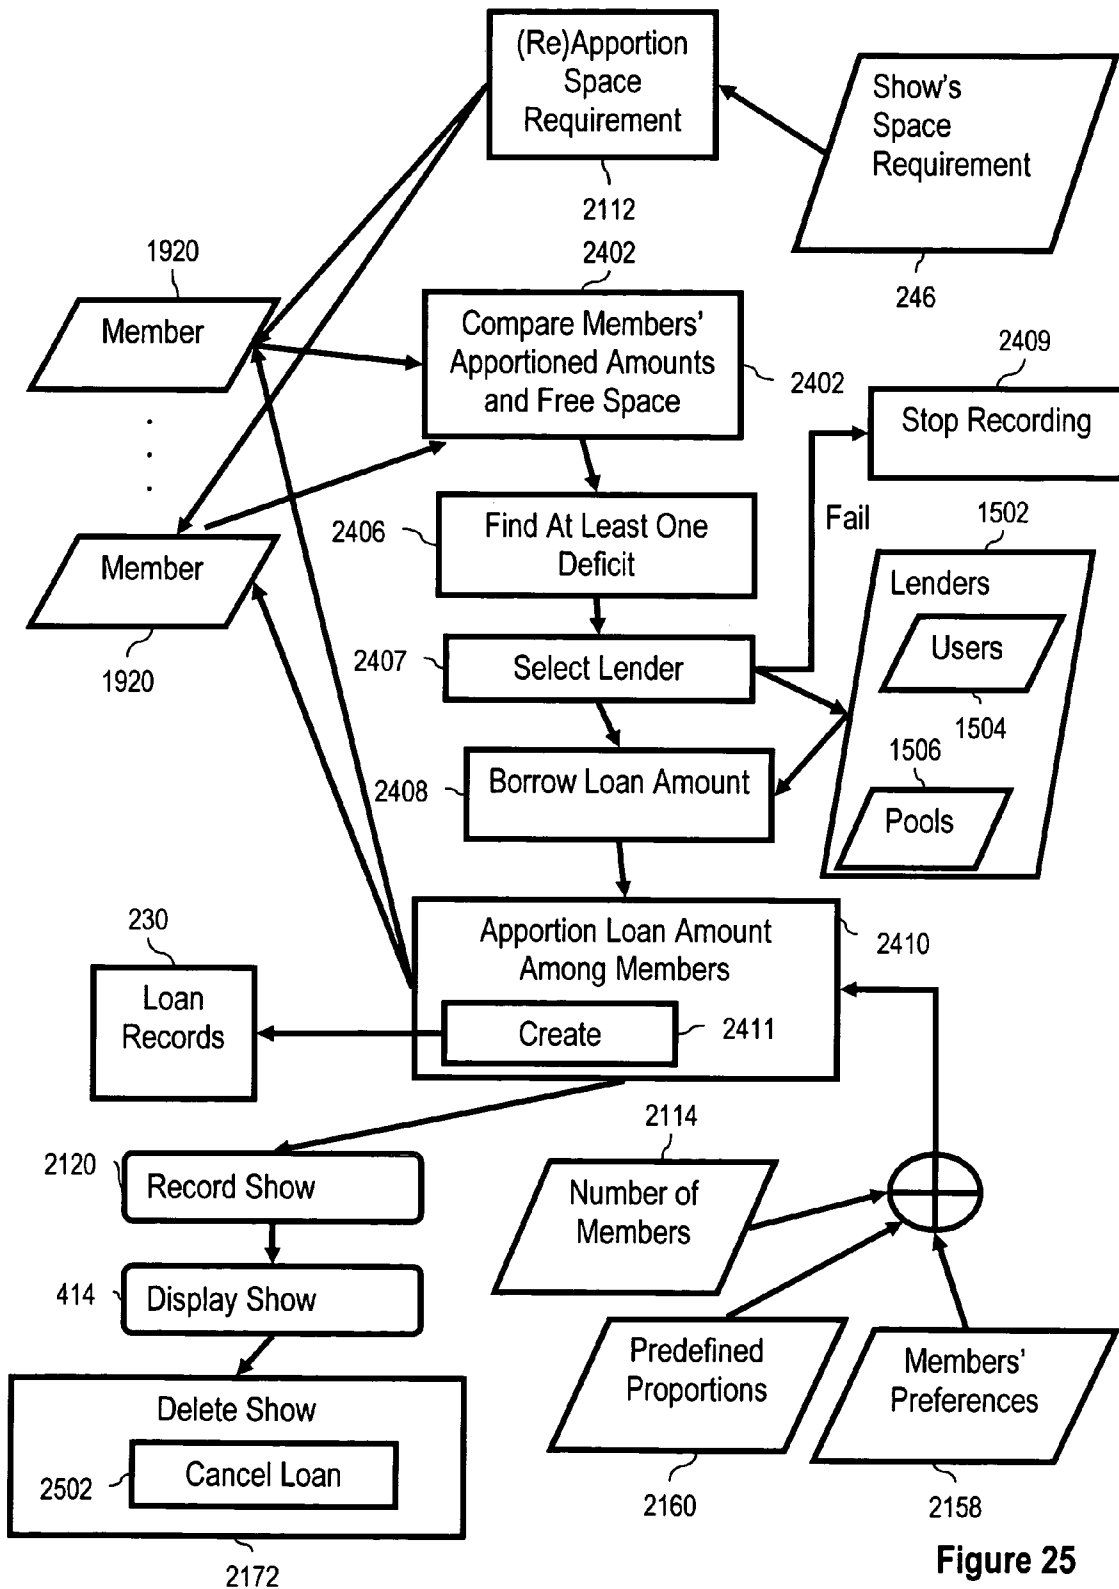 (Re)Apportion
Space
Requirement
2112
Show's
Space
Requirement
246
1920
Member
2402
Compare Members'
Apportioned Amounts
and Free Space
2402
2409
Stop Recording
Member
1920
2406
Find At Least One
Deficit
Fail
1502
Lenders
Users
1504
1506
Pools
2407
Select Lender
2408
Borrow Loan Amount
Apportion Loan Amount
Among Members
2410
Create
2411
230
Loan
Records
2120
Record Show
414
Display Show
Delete Show
2502
Cancel Loan
2172
2114
Number of
Members
Predefined
Proportions
2160
Members'
Preferences
2158
Figure 25